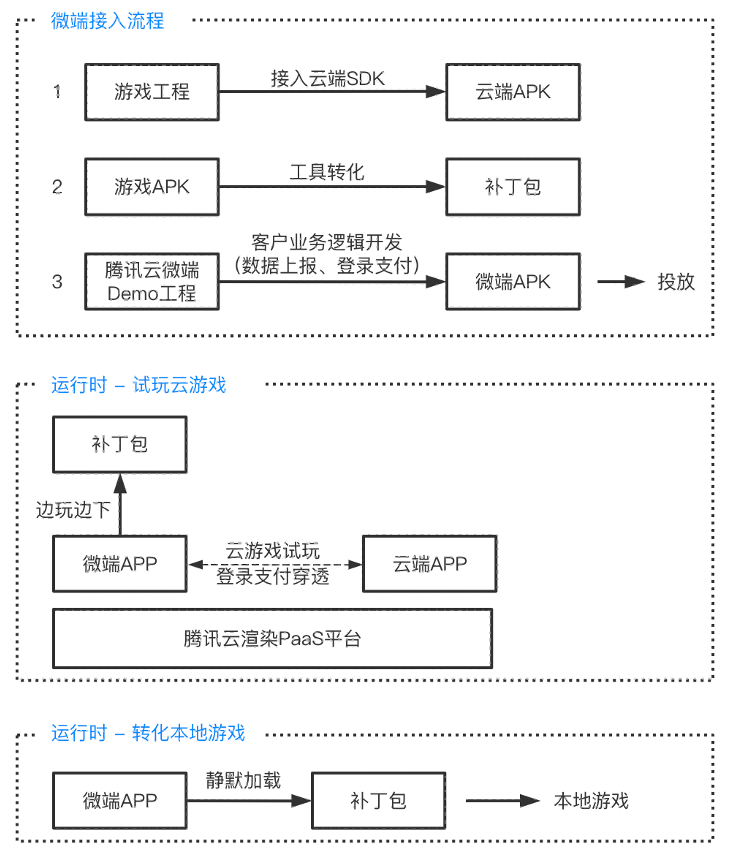 微端接入流程
1
游戏工程
接入云端SDK
云端APK
2
游戏APK
工具转化
补丁包
3
腾讯云微端
Demo工程
客户业务逻辑开发
(数据上报、登录支付)
微端APK
投放
运行时 – 试玩云游戏
补丁包
边玩边下
微端APP
云游戏试玩
登录支付穿透
云端APP
腾讯云渲染PaaS平台
运行时 – 转化本地游戏
微端APP
静默加载
补丁包
本地游戏